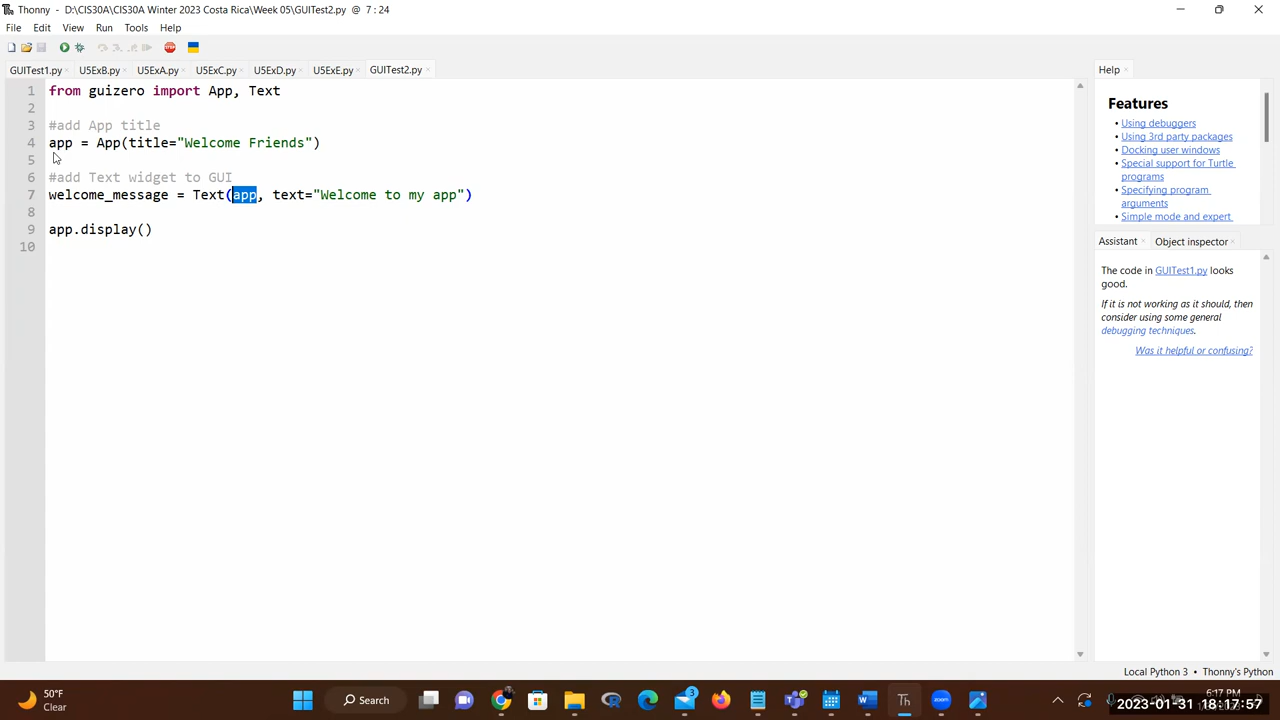 Thonny - D:\CIS30A\CIS30A Winter 2023 Costa Rica\Week 05\GUITest2.py @ 7 : 24
File Edit View Run Tools Help
GUITest1.py × U5ExB.py × U5ExA.py × U5ExC.py × U5ExD.py × U5ExE.py × GUITest2.py ×
1 from guizero import App, Text
2
3 #add App title
4 app = App(title="Welcome Friends")
5
6 #add Text widget to GUI
7 welcome_message = Text(app, text="Welcome to my app")
8
9 app.display()
10
Help ×
Features
• Using debuggers
• Using 3rd party packages
• Docking user windows
• Special support for Turtle
programs
• Specifying program
arguments
• Simple mode and expert
Assistant × Object inspector ×
The code in GUITest1.py looks
good.
If it is not working as it should, then
consider using some general
debugging techniques.
Was it helpful or confusing?
Local Python 3 • Thonny's Python
50°F
Clear
Search
3
6:17 PM
2023-01-31 18:17:57